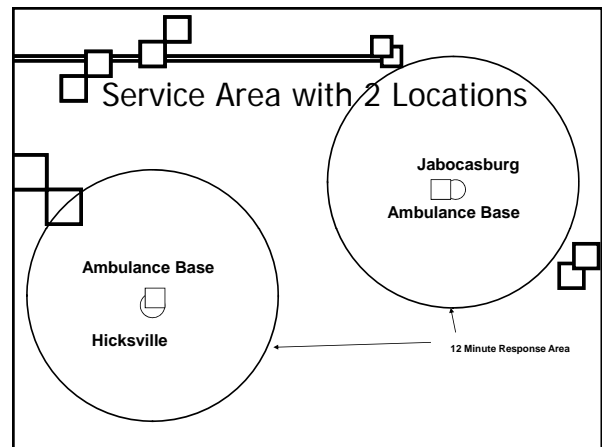 Service Area with 2 Locations
Jabocasburg
Ambulance Base
Ambulance Base
Hicksville
12 Minute Response Area